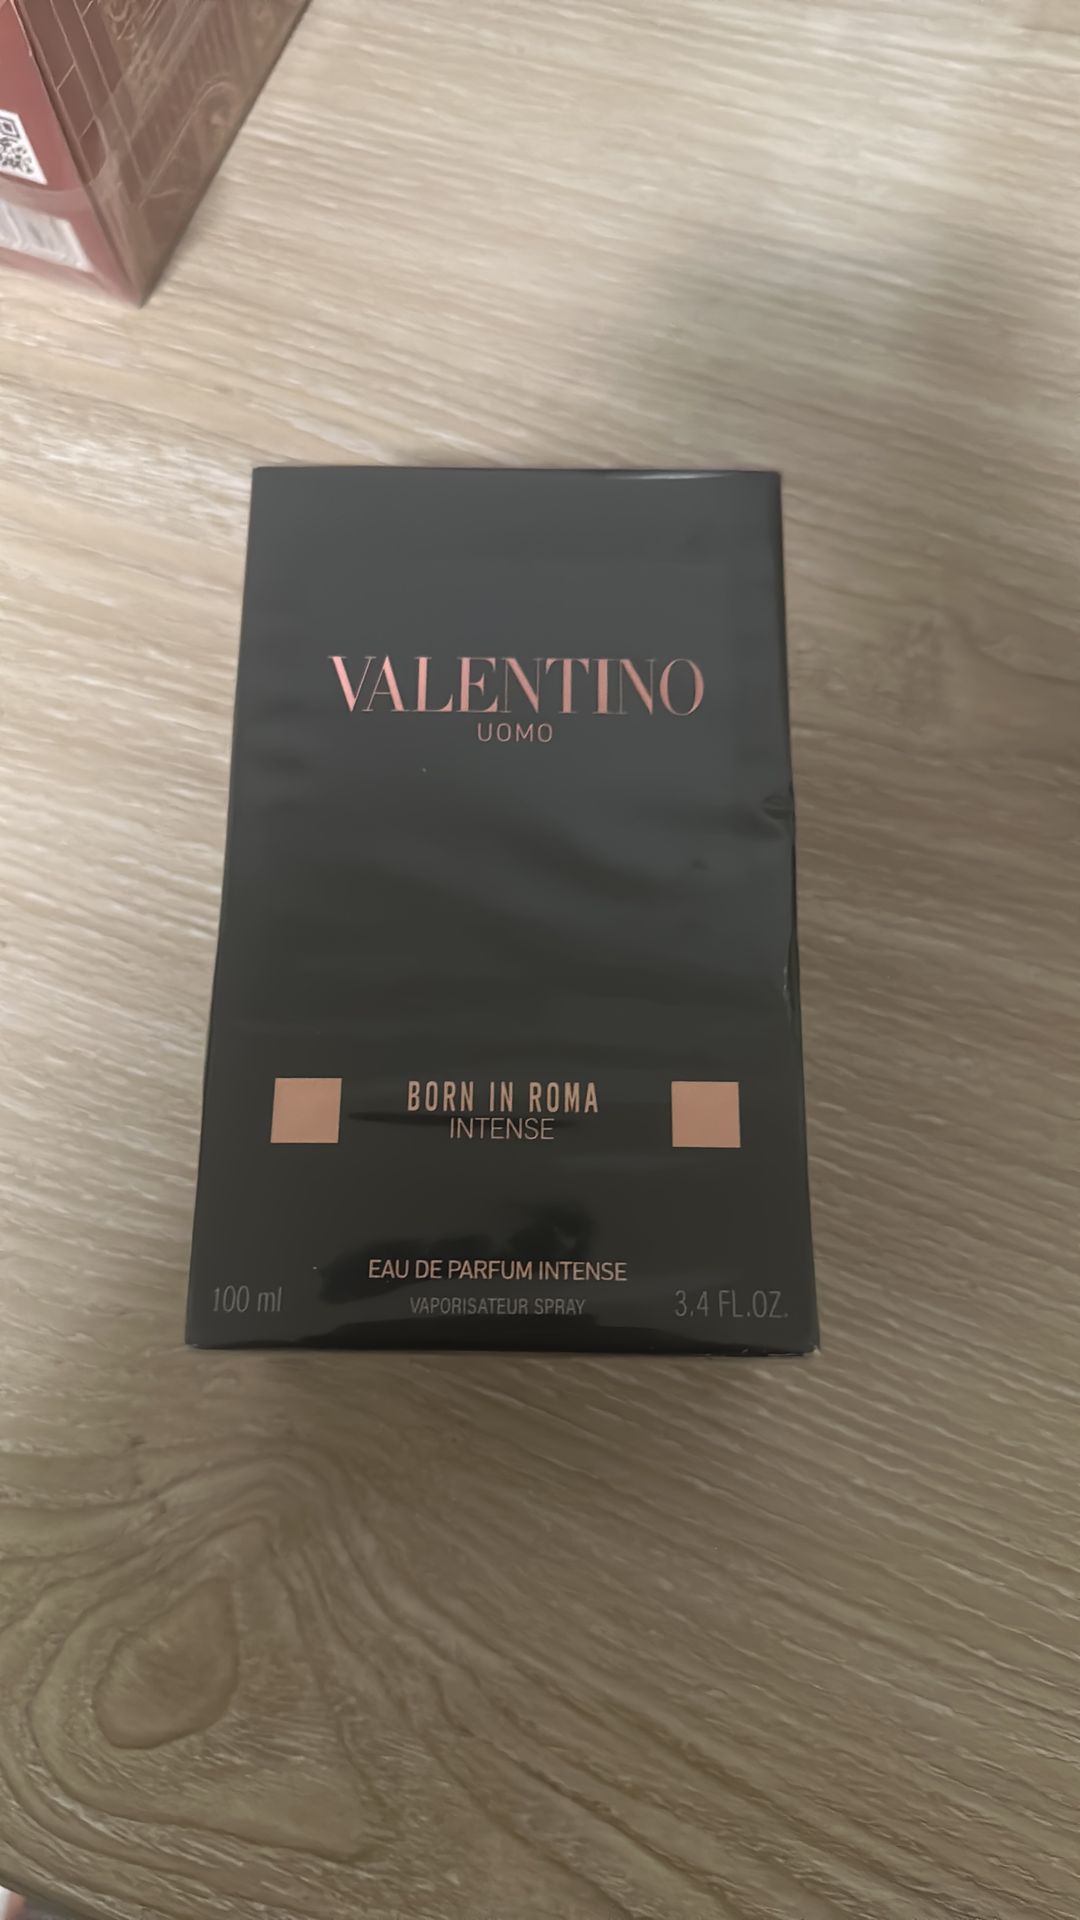 VALENTINO
UOMO
BORN IN ROMA
INTENSE
EAU DE PARFUM INTENSE
100 ml
VAPORISATEUR SPRAY
3.4 FL.OZ.